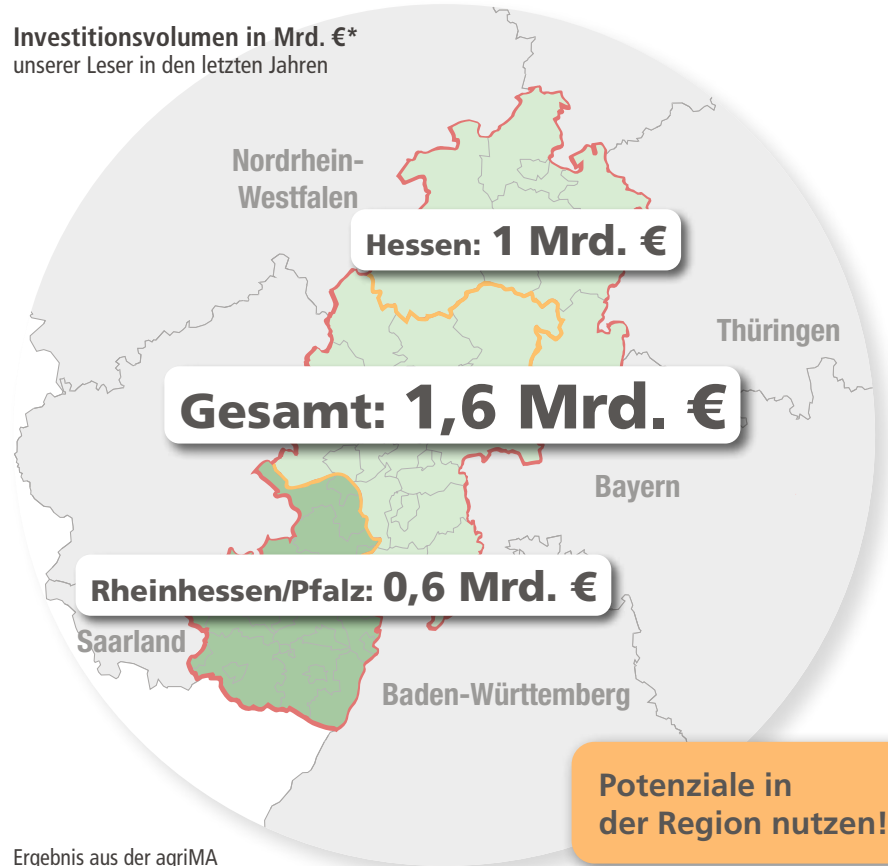 Investitionsvolumen in Mrd. €*
unserer Leser in den letzten Jahren
Nordrhein-
Westfalen
Hessen: 1 Mrd. €
Thüringen
Gesamt: 1,6 Mrd. €
Bayern
Rheinhessen/Pfalz: 0,6 Mrd. €
Saarland
Baden-Württemberg
Potenziale in
der Region nutzen!
Ergebnis aus der agriMA